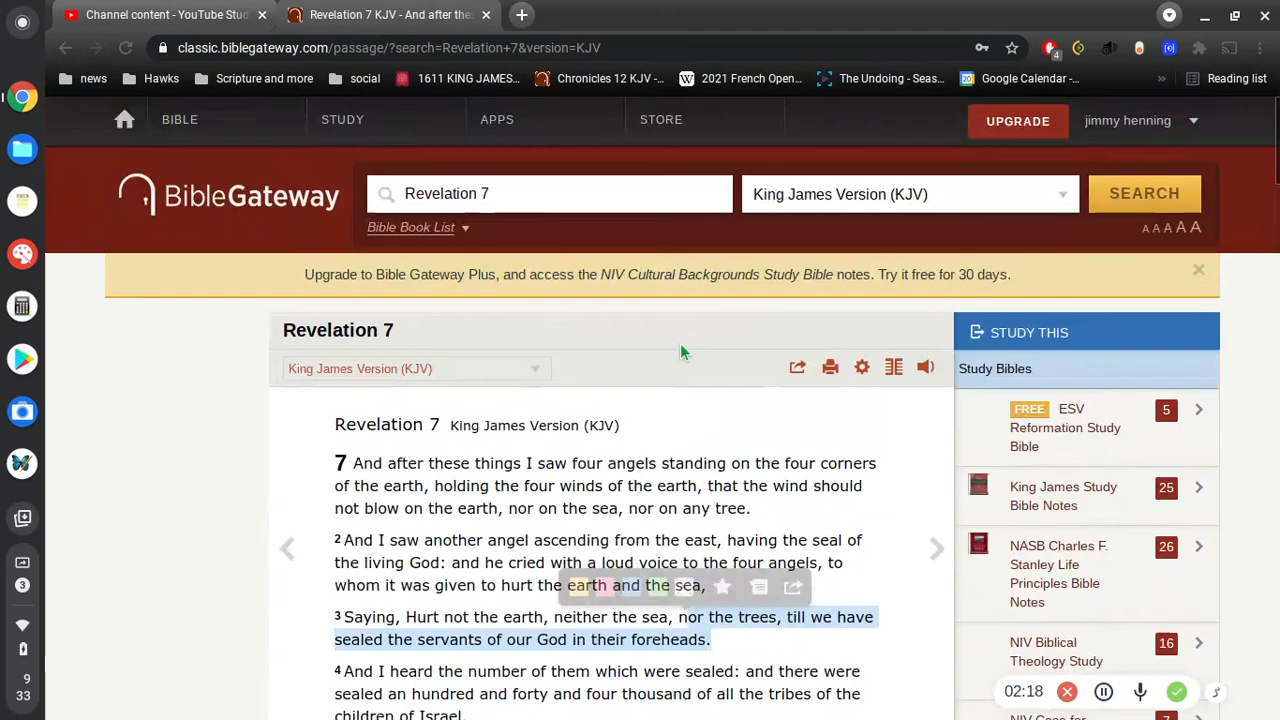 Channel content - YouTube Stud
Revelation 7 KJV - And after thes
classic.biblegateway.com/passage/?search=Revelation+7&version=KJV
4
news
Hawks
Scripture and more
social
1611 KING JAMES...
Chronicles 12 KJV -...
2021 French Open...
The Undoing - Seas...
20
Google Calendar -...
»
Reading list
BIBLE
STUDY
APPS
STORE
UPGRADE
jimmy henning
BibleGateway
Revelation 7
King James Version (KJV)
SEARCH
Bible Book List
A A A A A
Upgrade to Bible Gateway Plus, and access the NIV Cultural Backgrounds Study Bible notes. Try it free for 30 days.
Revelation 7
King James Version (KJV)
Revelation 7 King James Version (KJV)
7 And after these things I saw four angels standing on the four corners
of the earth, holding the four winds of the earth, that the wind should
not blow on the earth, nor on the sea, nor on any tree.
2 And I saw another angel ascending from the east, having the seal of
the living God: and he cried with a loud voice to the four angels, to
whom it was given to hurt the earth and the sea,
3 Saying, Hurt not the earth, neither the sea, nor the trees, till we have
sealed the servants of our God in their foreheads.
4 And I heard the number of them which were sealed: and there were
sealed an hundred and forty and four thousand of all the tribes of the
children of Israel.
STUDY THIS
Study Bibles
FREE ESV
Reformation Study
Bible
5
King James Study
Bible Notes
25
NASB Charles F.
Stanley Life
Principles Bible
Notes
26
NIV Biblical
Theology Study
16
02:18
3
9
33